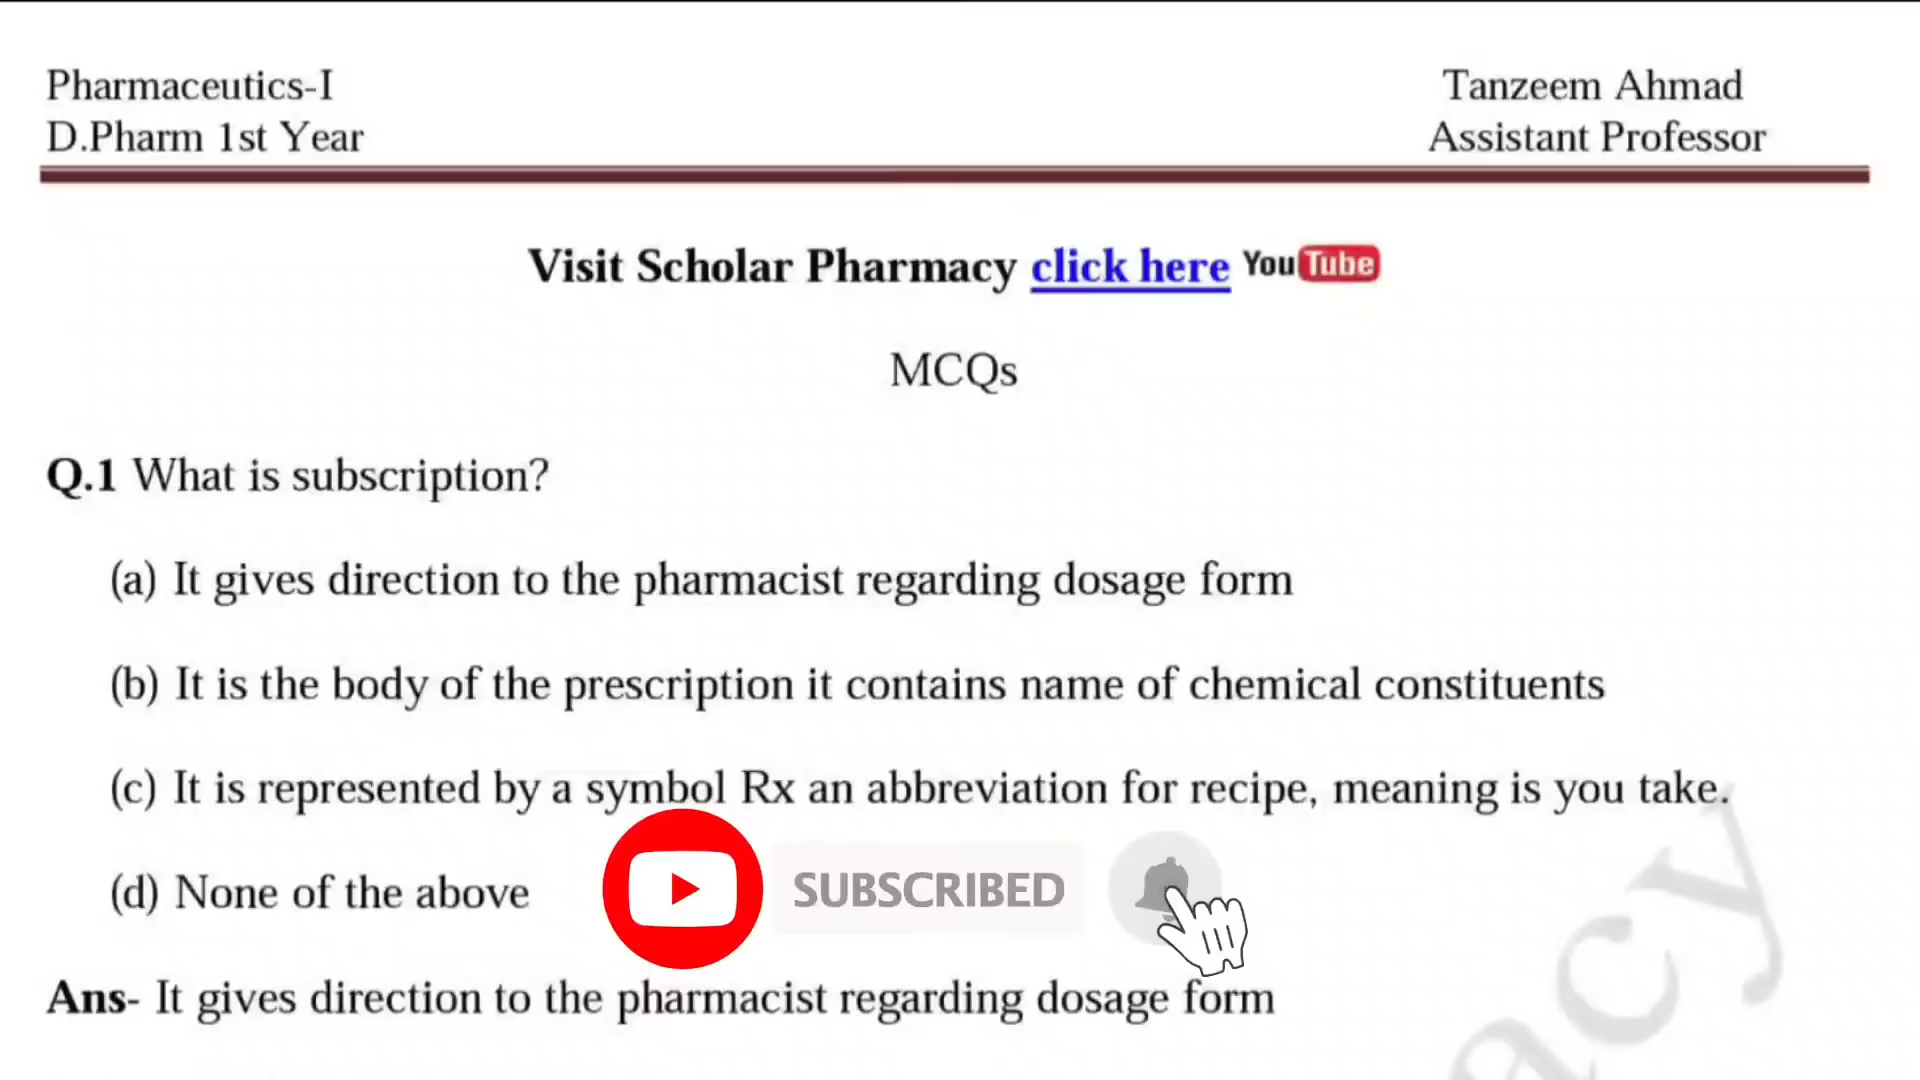 Pharmaceutics-I
Tanzeem Ahmad
D.Pharm 1st Year
Assistant Professor
Visit Scholar Pharmacy click here YouTube
MCQs
Q.1 What is subscription?
(a) It gives direction to the pharmacist regarding dosage form
(b) It is the body of the prescription it contains name of chemical constituents
(c) It is represented by a symbol Rx an abbreviation for recipe, meaning is you take.
(d) None of the above
SUBSCRIBED
Ans- It gives direction to the pharmacist regarding dosage form
acy